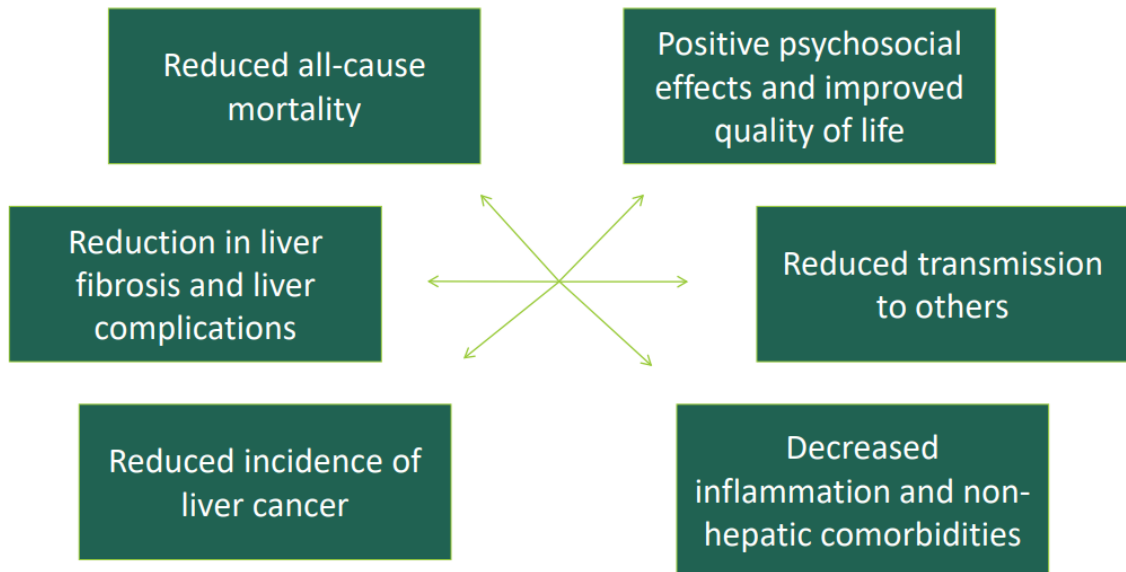 Reduced all-cause
mortality
Positive psychosocial
effects and improved
quality of life
Reduction in liver
fibrosis and liver
complications
Reduced transmission
to others
Reduced incidence of
liver cancer
Decreased
inflammation and non-
hepatic comorbidities